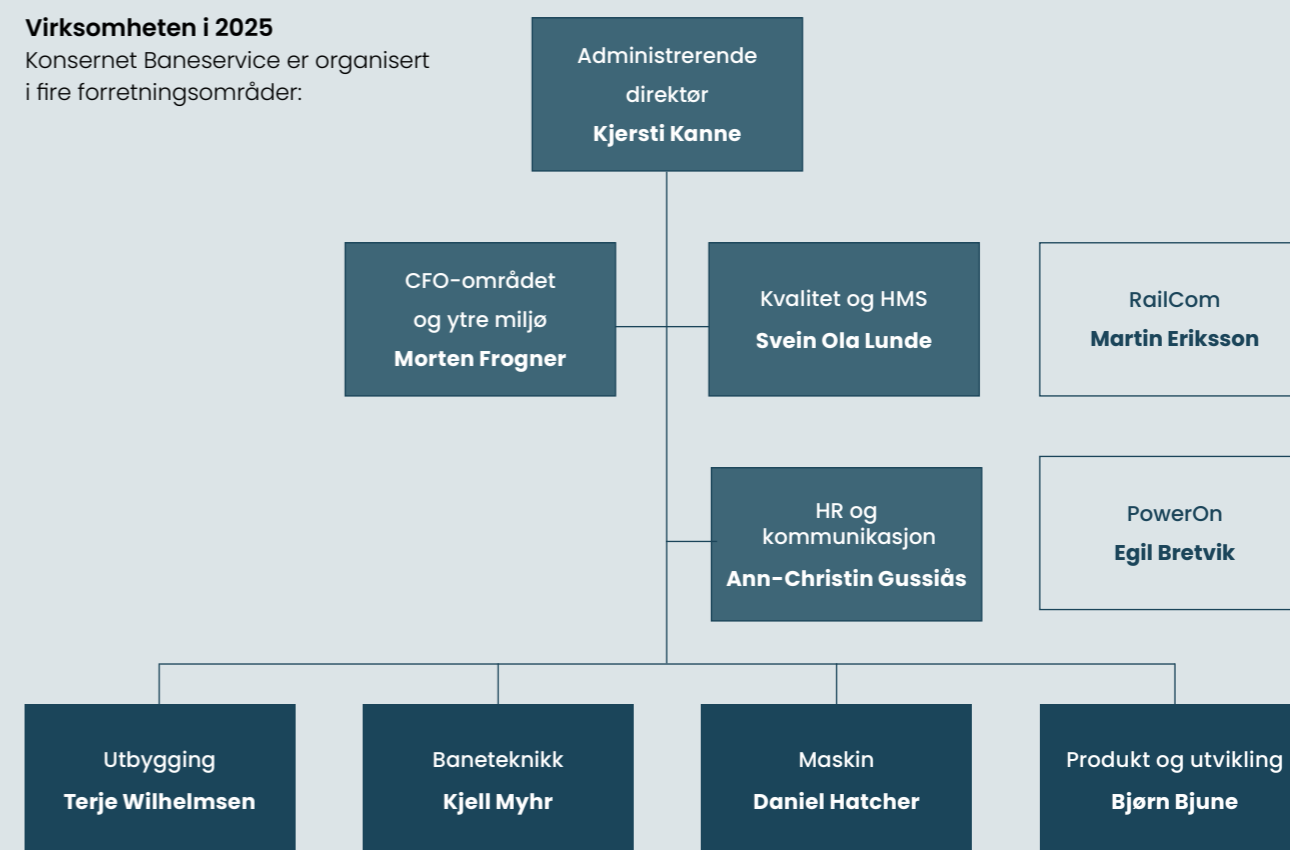 Virksomheten i 2025
Konsernet Baneservice er organisert
i fire forretningsområder:
Administrerende
direktør
Kjersti Kanne
CFO-området
og ytre miljø
Morten Frogner
Kvalitet og HMS
Svein Ola Lunde
RailCom
Martin Eriksson
HR og
kommunikasjon
Ann-Christin Gussiås
PowerOn
Egil Bretvik
Utbygging
Terje Wilhelmsen
Baneteknikk
Kjell Myhr
Maskin
Daniel Hatcher
Produkt og utvikling
Bjørn Bjune